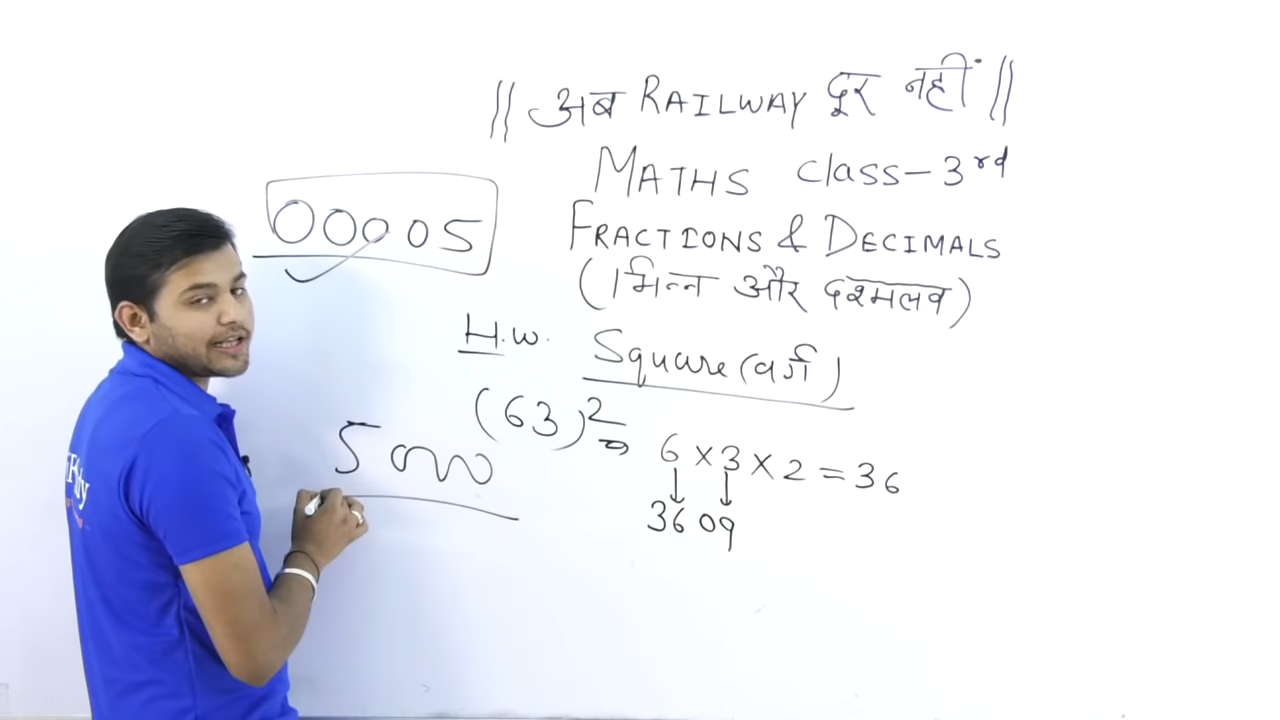 || अब RAILWAY दूर नहीं ||
MATHS class-3rd
FRACTIONS & DECIMALS
(भिन्न और दशमलव)
00005
H.W. Square (वर्ग)
(63)²⇒ 6×3×2=36
↓ ↓
36 09
5000